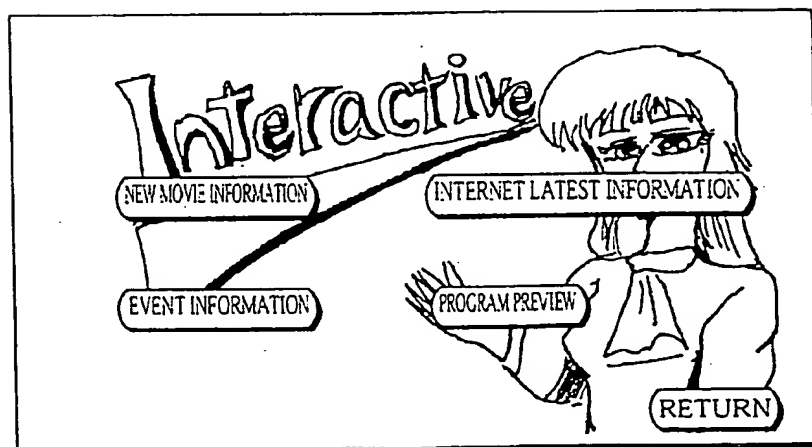 Interactive
NEW MOVIE INFORMATION
INTERNET LATEST INFORMATION
EVENT INFORMATION
PROGRAM PREVIEW
RETURN